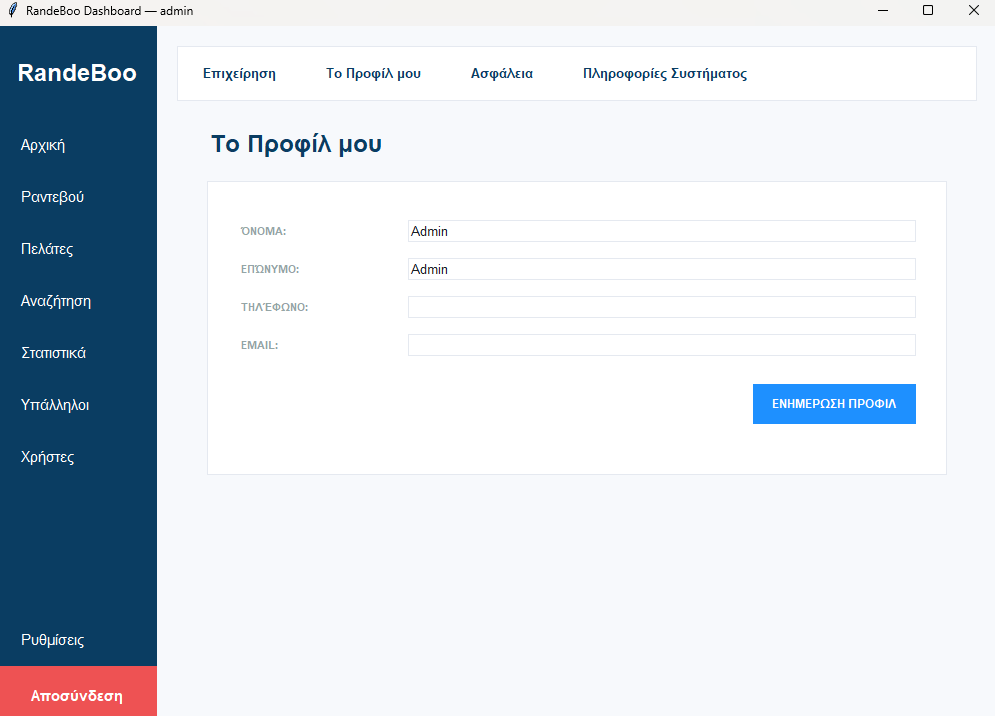 RandeBoo Dashboard — admin
RandeBoo
Αρχική
Ραντεβού
Πελάτες
Αναζήτηση
Στατιστικά
Υπάλληλοι
Χρήστες
Ρυθμίσεις
Αποσύνδεση
Επιχείρηση Το Προφίλ μου Ασφάλεια Πληροφορίες Συστήματος
Το Προφίλ μου
ΌΝΟΜΑ: Admin
ΕΠΏΝΥΜΟ: Admin
ΤΗΛΈΦΩΝΟ:
EMAIL:
ΕΝΗΜΕΡΩΣΗ ΠΡΟΦΙΛ